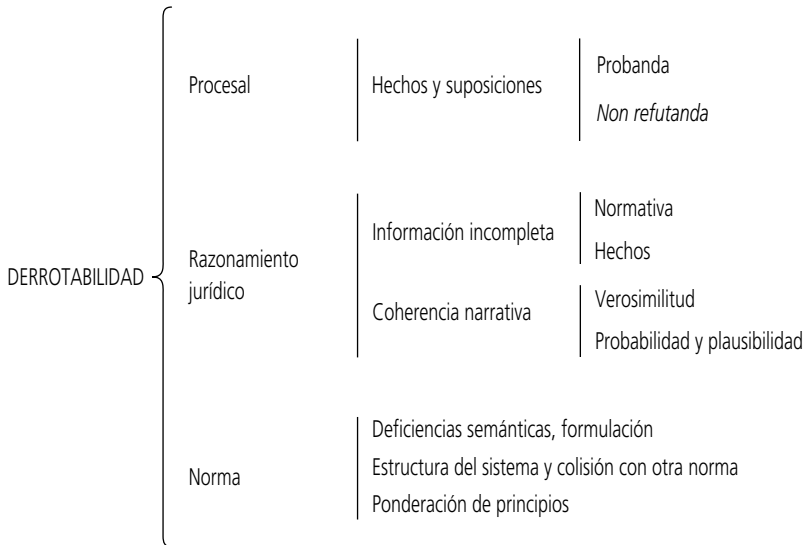 DERROTABILIDAD
Procesal
Hechos y suposiciones
Probanda
Non refutanda
Razonamiento
jurídico
Información incompleta
Normativa
Hechos
Coherencia narrativa
Verosimilitud
Probabilidad y plausibilidad
Norma
Deficiencias semánticas, formulación
Estructura del sistema y colisión con otra norma
Ponderación de principios